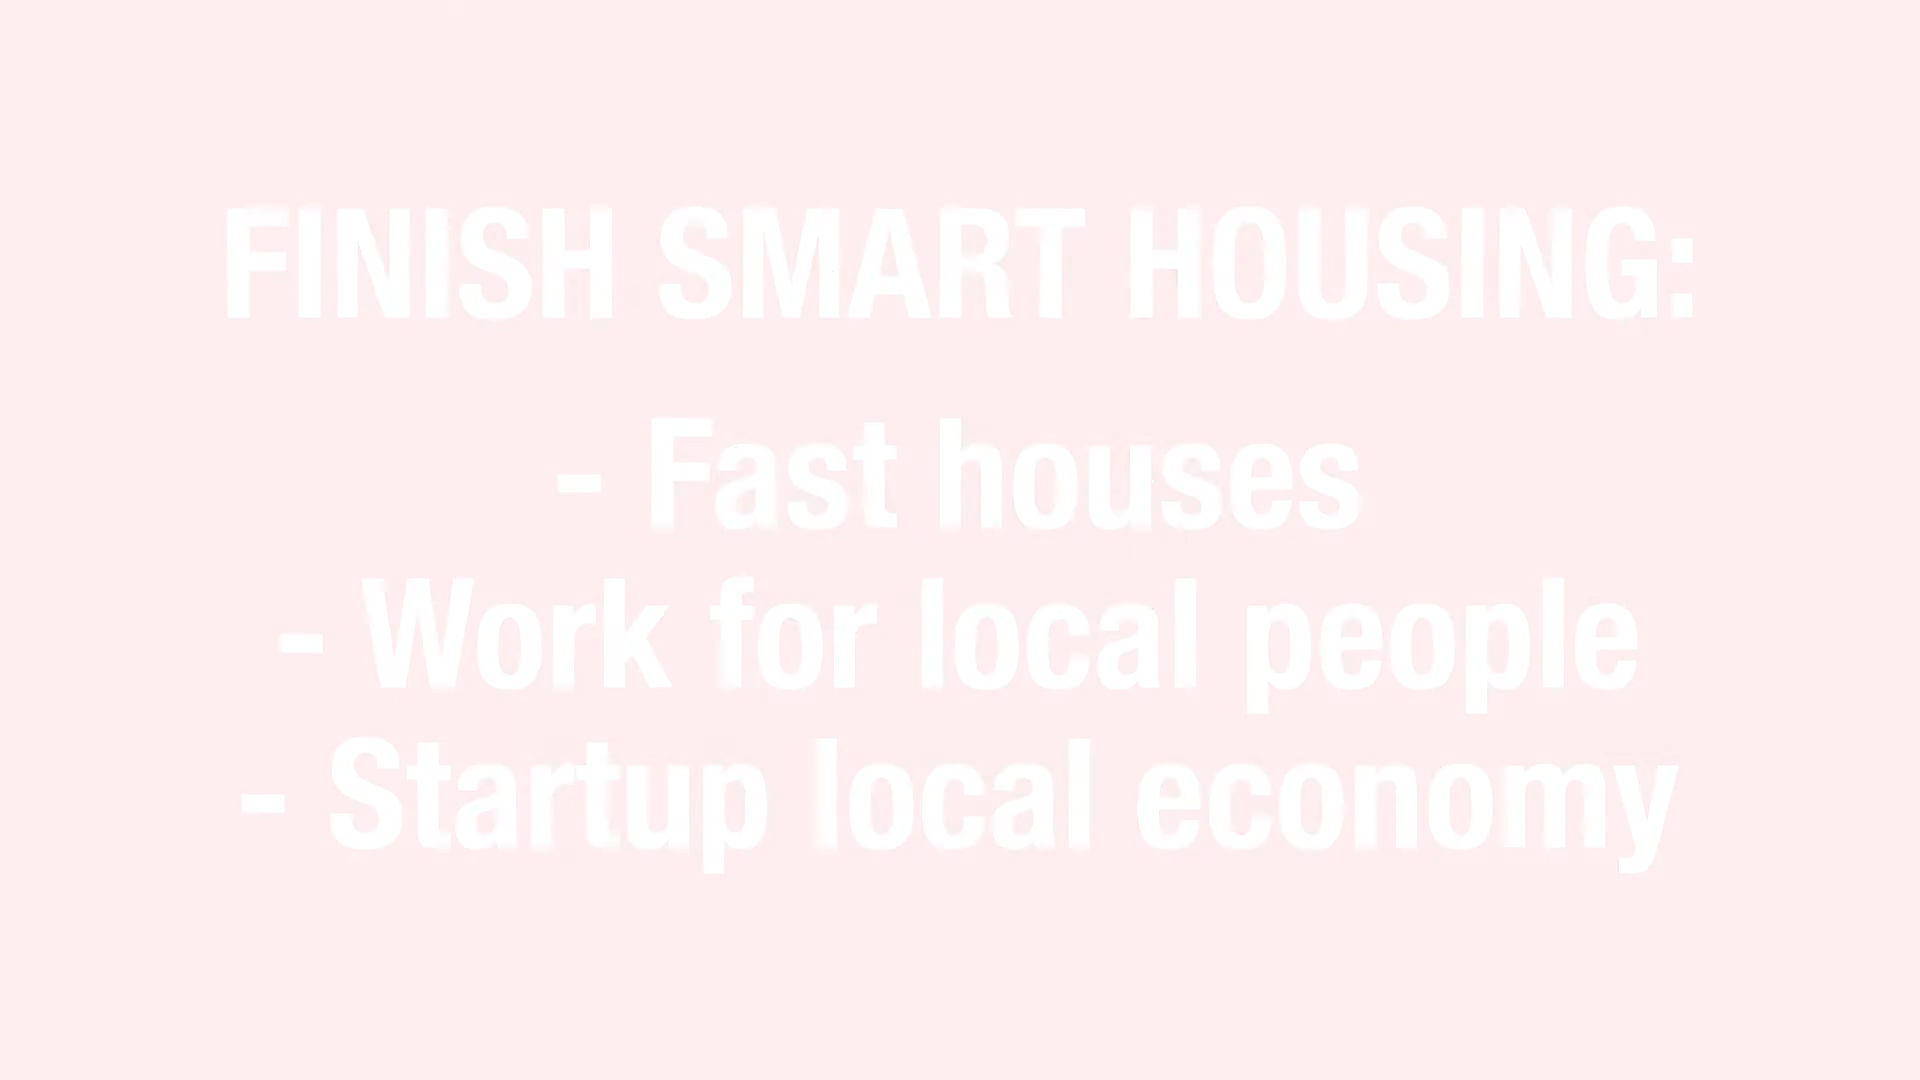 FINISH SMART HOUSING:
- Fast houses
- Work for local people
- Startup local economy